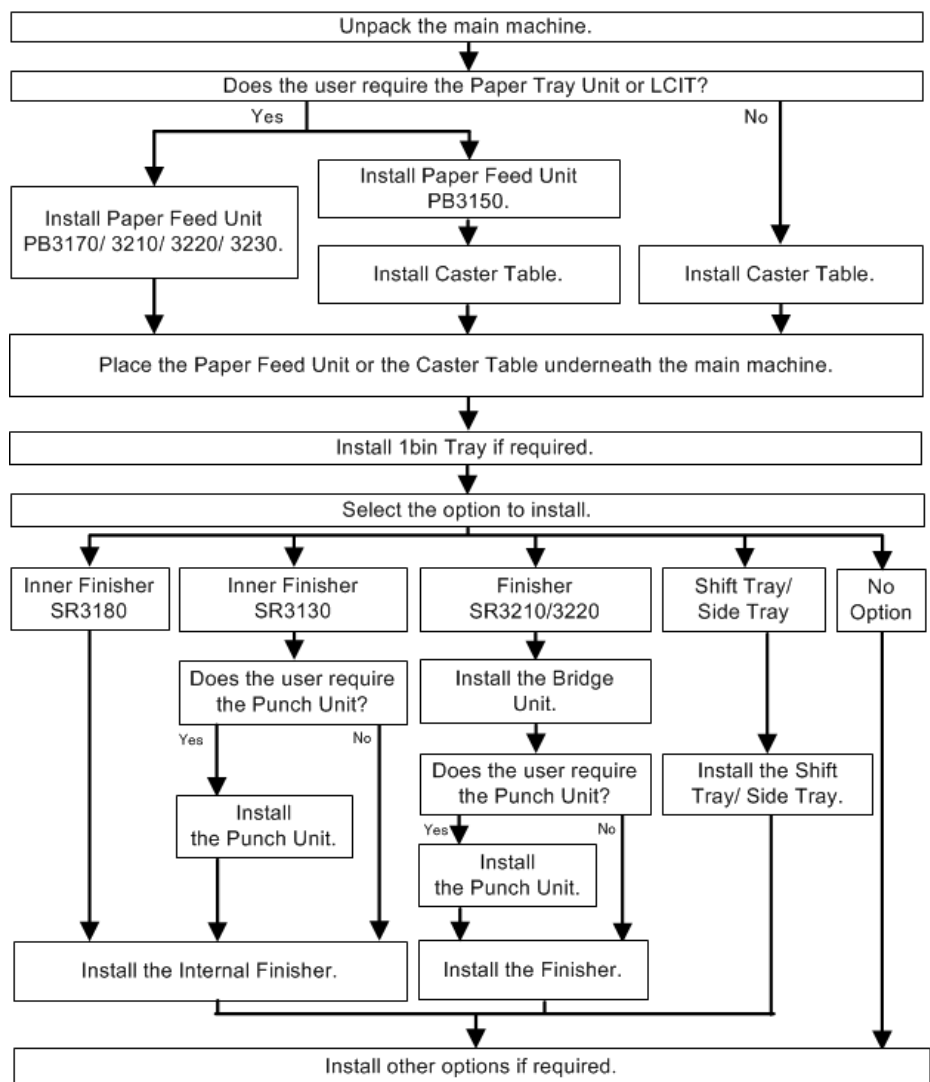 Unpack the main machine.
Does the user require the Paper Tray Unit or LCIT?
Yes
No
Install Paper Feed Unit
PB3170/ 3210/ 3220/ 3230.
Install Paper Feed Unit
PB3150.
Install Caster Table.
Install Caster Table.
Place the Paper Feed Unit or the Caster Table underneath the main machine.
Install 1bin Tray if required.
Select the option to install.
Inner Finisher
SR3180
Inner Finisher
SR3130
Finisher
SR3210/3220
Shift Tray/
Side Tray
No
Option
Does the user require
the Punch Unit?
Yes
No
Install
the Punch Unit.
Install the Bridge
Unit.
Does the user require
the Punch Unit?
Yes
No
Install
the Punch Unit.
Install the Shift
Tray/ Side Tray.
Install the Internal Finisher.
Install the Finisher.
Install other options if required.